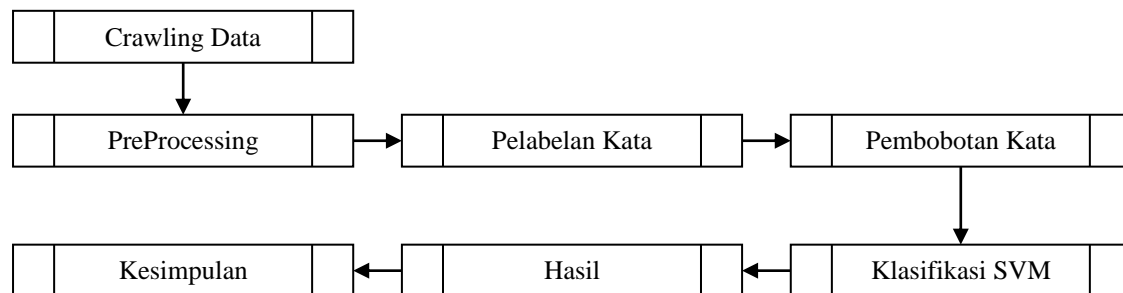 Crawling Data
PreProcessing
Pelabelan Kata
Pembobotan Kata
Kesimpulan
Hasil
Klasifikasi SVM